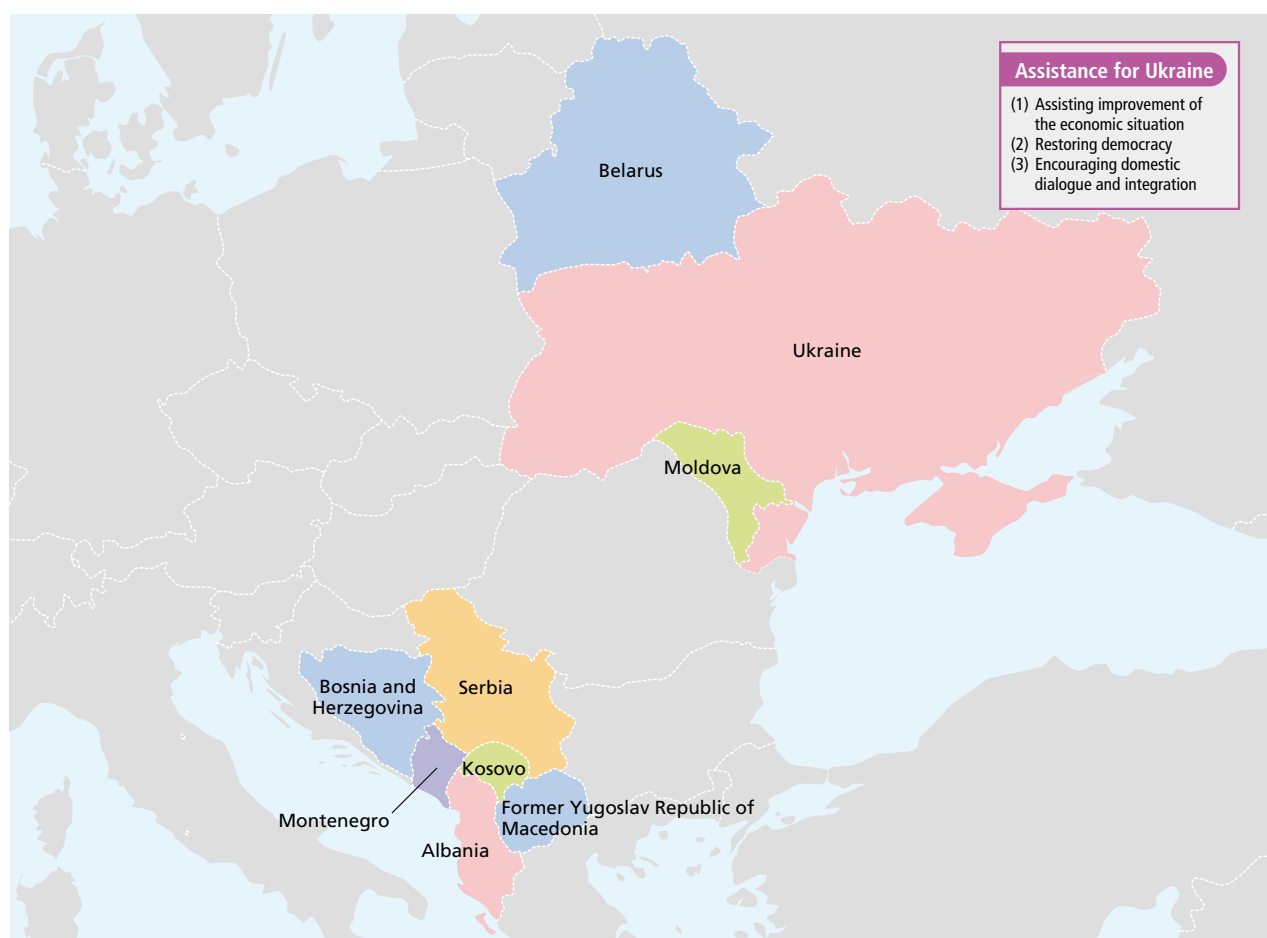 Assistance for Ukraine
(1) Assisting improvement of
the economic situation
(2) Restoring democracy
(3) Encouraging domestic
dialogue and integration
Belarus
Ukraine
Moldova
Bosnia and
Herzegovina
Serbia
Kosovo
Montenegro
Former Yugoslav Republic of
Macedonia
Albania